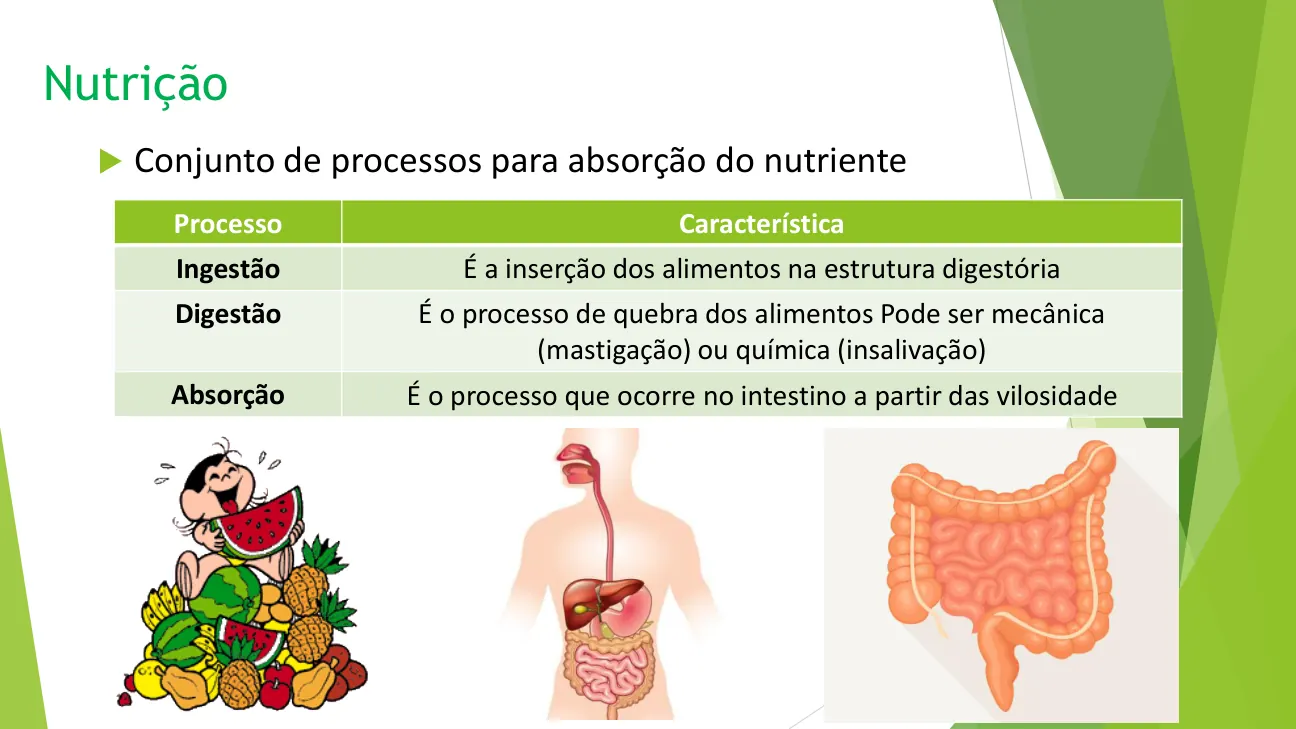 Nutrição
Conjunto de processos para absorção do nutriente
Processo
Característica
Ingestão
É a inserção dos alimentos na estrutura digestória
Digestão
É o processo de quebra dos alimentos Pode ser mecânica
(mastigação) ou química (insalivação)
Absorção
É o processo que ocorre no intestino a partir das vilosidade